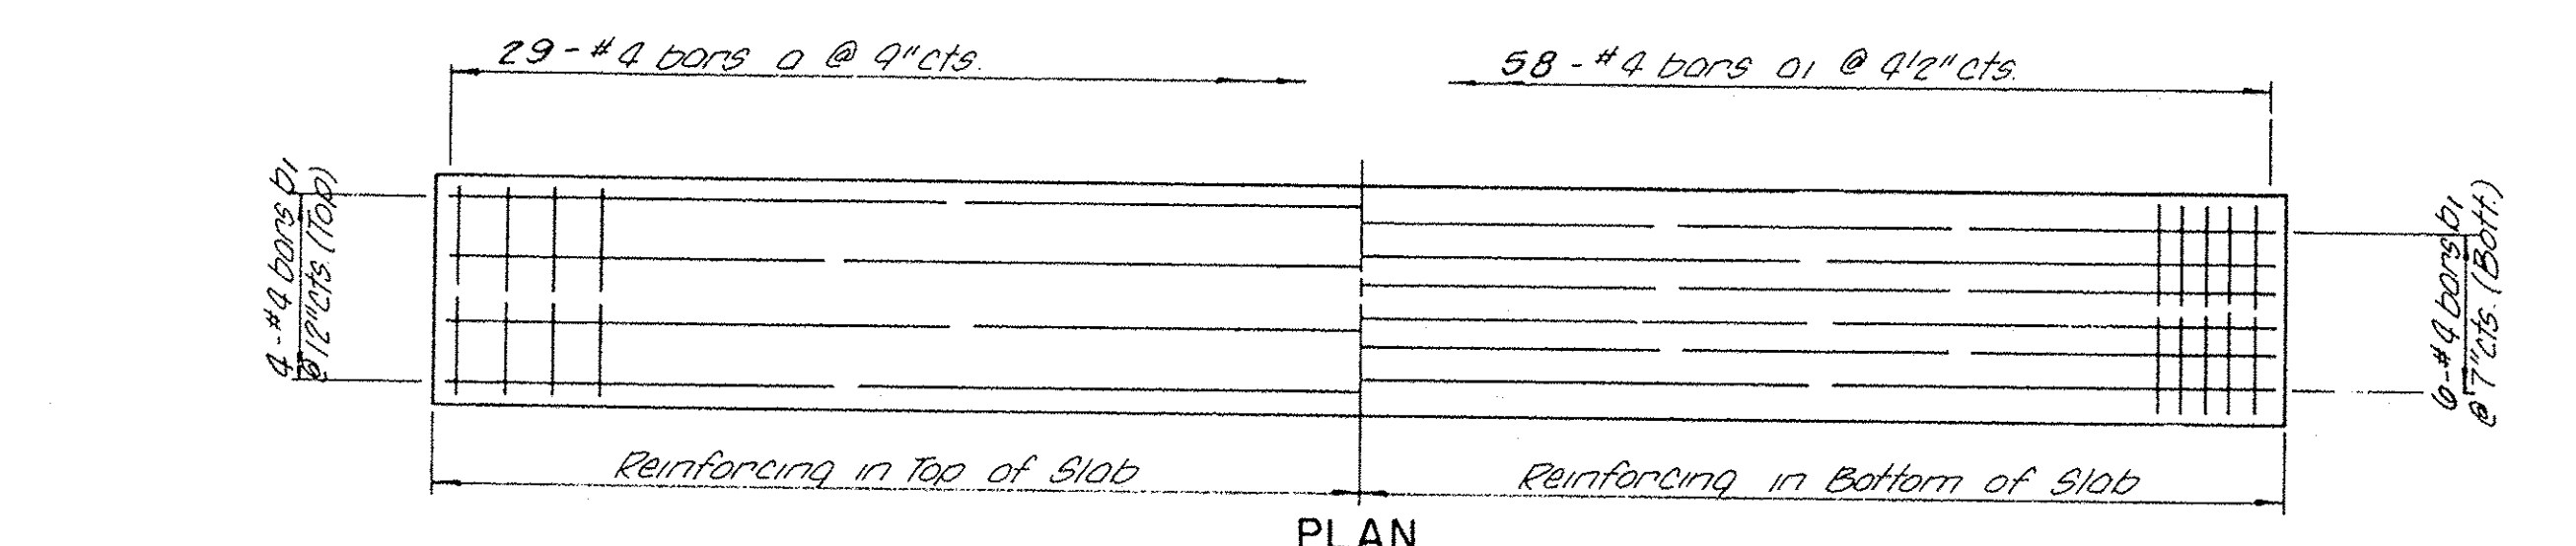 29 - #4 bars a @ 9" cts.
58 - #4 bars a1 @ 4½" cts.
4-#4 bars b1
@ 12" cts. (Top)
6-#4 bars b1
@ 7" cts. (Bott.)
Reinforcing in Top of Slab
Reinforcing in Bottom of Slab
PLAN